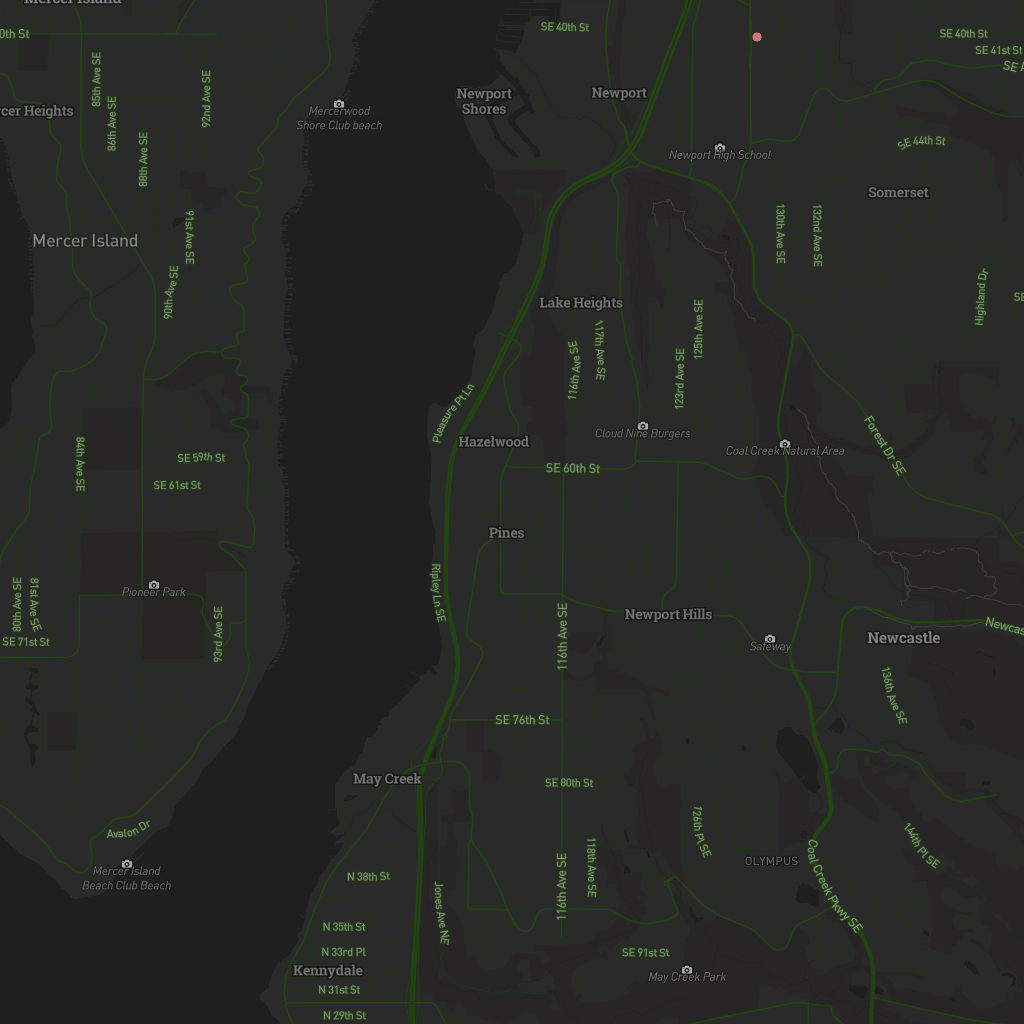 Mercer Island
0th St
SE 40th St
SE 40th St
SE 41st St
85th Ave SE
92nd Ave SE
86th Ave SE
88th Ave SE
cer Heights
Mercerwood
Shore Club beach
Newport
Shores
Newport
Newport High School
SE 44th St
Somerset
91st Ave SE
Mercer Island
90th Ave SE
130th Ave SE
132nd Ave SE
Highland Dr
SE
Lake Heights
116th Ave SE
117th Ave SE
125th Ave SE
123rd Ave SE
Pleasure Pt Ln
Hazelwood
Cloud Nine Burgers
Coal Creek Natural Area
Forest Dr SE
84th Ave SE
SE 59th St
SE 61st St
SE 60th St
Pines
Pioneer Park
80th Ave SE
81st Ave SE
93rd Ave SE
SE 71st St
Ripley Ln SE
116th Ave SE
Newport Hills
Safeway
Newcastle
Newcas
136th Ave SE
SE 76th St
May Creek
SE 80th St
126th Pl SE
144th Pl SE
OLYMPUS
Coal Creek Pkwy SE
Avalon Dr
Mercer Island
Beach Club Beach
N 38th St
Jones Ave NE
116th Ave SE
118th Ave SE
N 35th St
N 33rd Pl
SE 91st St
Kennydale
May Creek Park
N 31st St
N 29th St